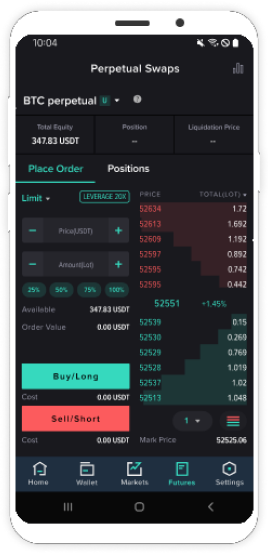 10:04
Perpetual Swaps
BTC perpetual U
Total Equity Position Liquidation Price
347.83 USDT -- --
Place Order Positions
Limit LEVERAGE 20X
PRICE TOTAL(LOT)
52634 1.72
52613 1.692
52609 1.192
52597 0.892
52595 0.742
52595 0.442
− Price(USDT) +
− Amount(Lot) +
25% 50% 75% 100%
Available 347.83 USDT
Order Value 0.00 USDT
52551 +1.45%
52539 0.15
52530 0.269
52529 0.769
52528 1.019
52537 1.02
52513 1.048
Buy/Long
Cost 0.00 USDT
Sell/Short
Cost 0.00 USDT
1
Mark Price 52525.06
Home Wallet Markets Futures Settings